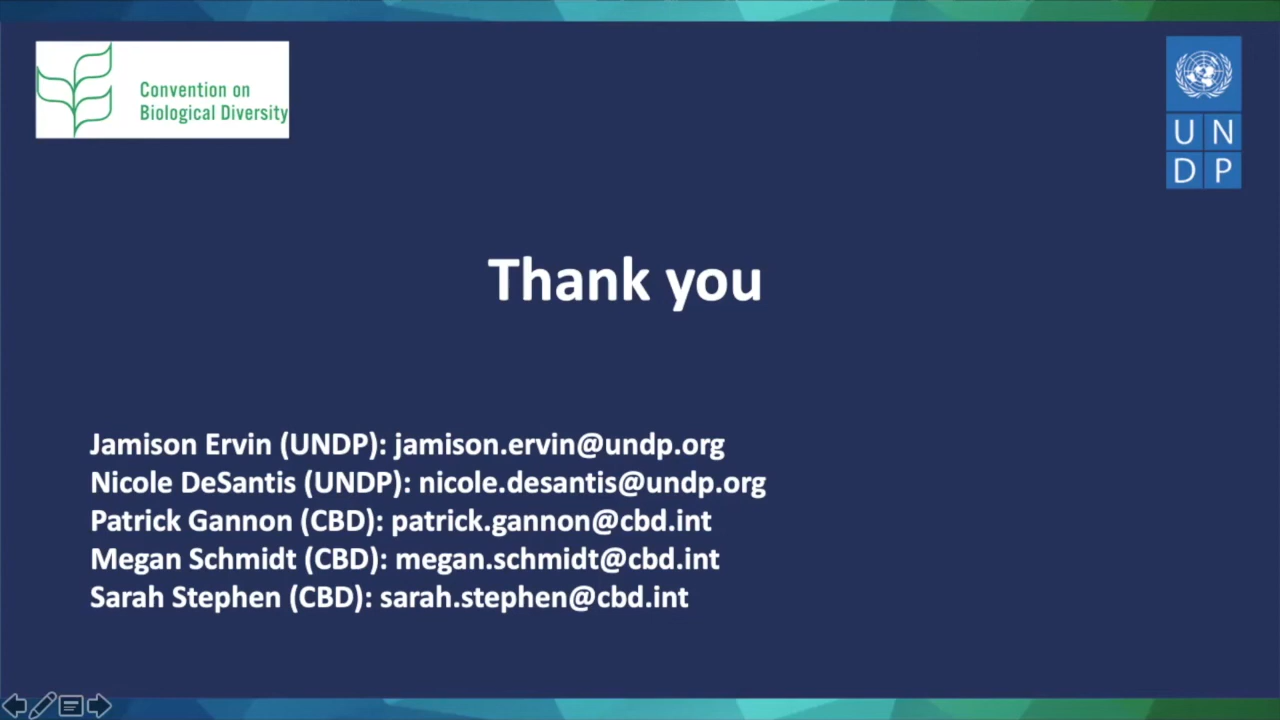 Convention on
Biological Diversity
U N
D P
Thank you
Jamison Ervin (UNDP): jamison.ervin@undp.org
Nicole DeSantis (UNDP): nicole.desantis@undp.org
Patrick Gannon (CBD): patrick.gannon@cbd.int
Megan Schmidt (CBD): megan.schmidt@cbd.int
Sarah Stephen (CBD): sarah.stephen@cbd.int